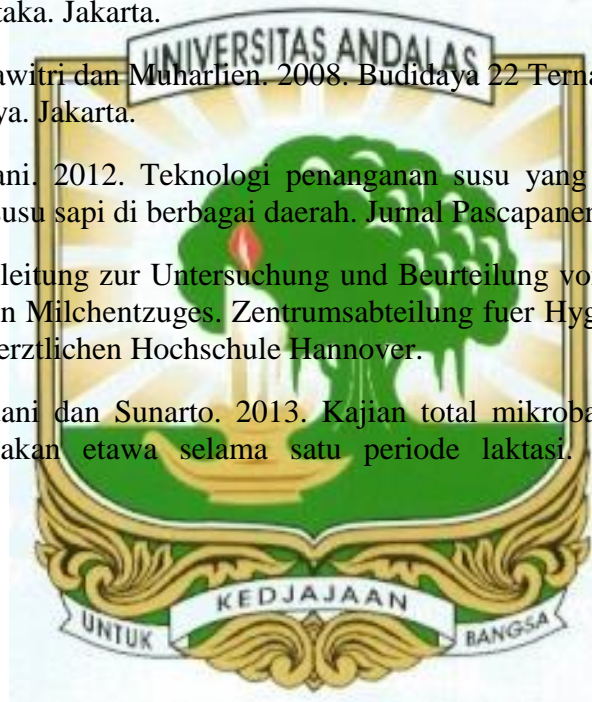 taka. Jakarta.
UNIVERSITAS ANDALAS
awitri dan Muharlien. 2008. Budidaya 22 Terna
ya. Jakarta.
ani. 2012. Teknologi penanganan susu yang
susu sapi di berbagai daerah. Jurnal Pascapanen
leitung zur Untersuchung und Beurteilung vo
n Milchentzuges. Zentrumsabteilung fuer Hyg
erztlichen Hochschule Hannover.
ani dan Sunarto. 2013. Kajian total mikroba
akan etawa selama satu periode laktasi.
KEDJAJAAN
UNTUK
BANGSA